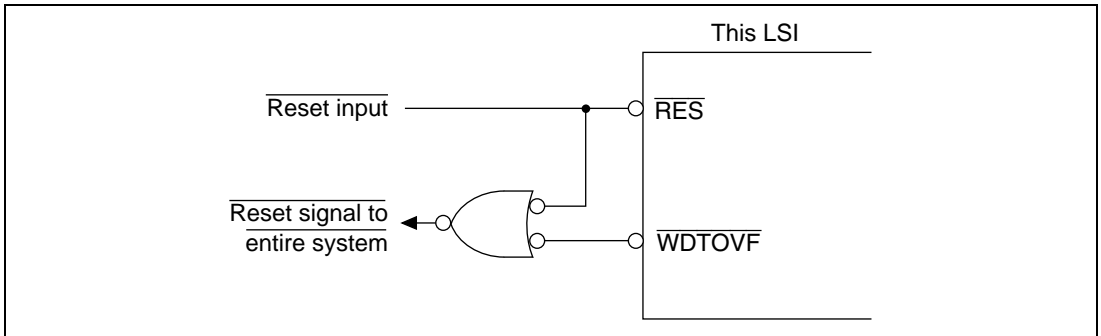 This LSI
Reset input
RES
Reset signal to
entire system
WDTOVF